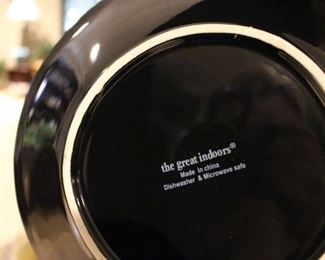 the great indoors®
Made in china
Dishwasher & Microwave safe